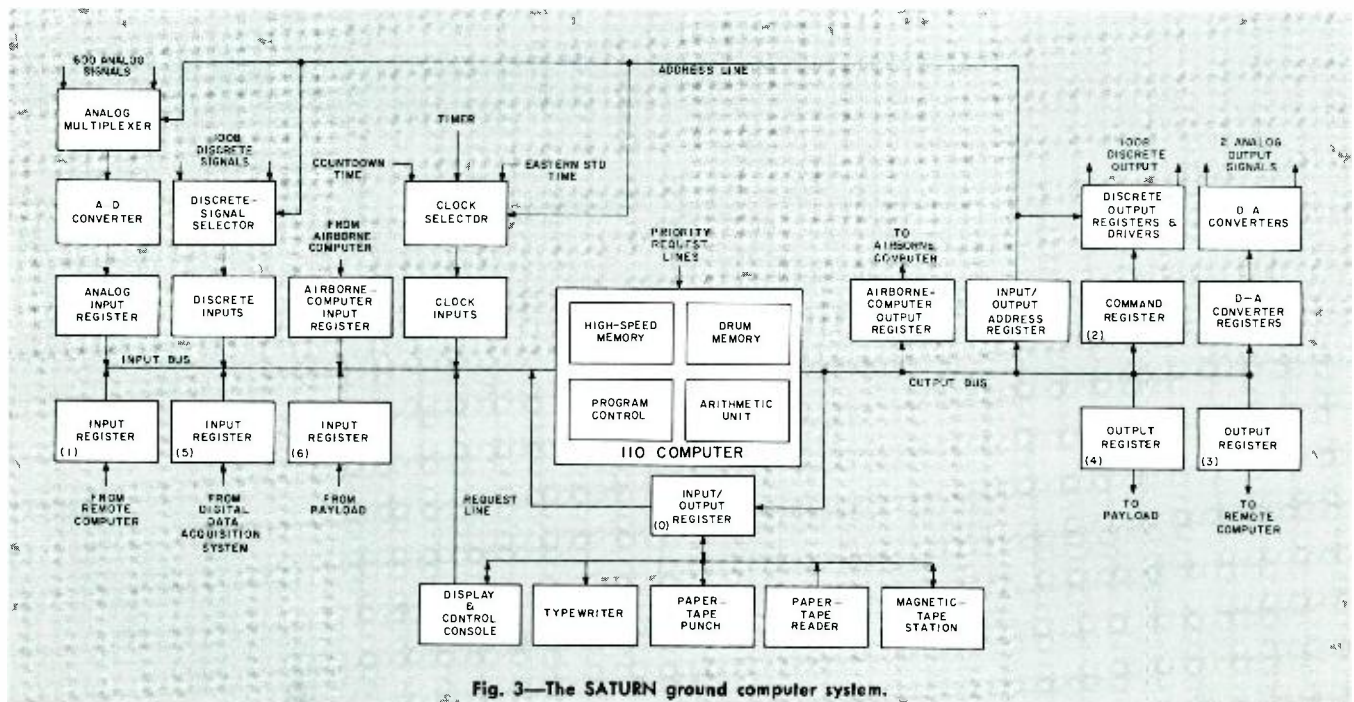 600 ANALOG
SIGNALS
ANALOG
MULTIPLEXER
A D
CONVERTER
ANALOG
INPUT
REGISTER
1008
DISCRETE
SIGNALS
DISCRETE-
SIGNAL
SELECTOR
DISCRETE
INPUTS
FROM
AIRBORNE
COMPUTER
AIRBORNE-
COMPUTER
INPUT
REGISTER
TIMER
COUNTDOWN
TIME
EASTERN STD
TIME
CLOCK
SELECTOR
CLOCK
INPUTS
ADDRESS LINE
PRIORITY
REQUEST
LINES
HIGH-SPEED
MEMORY
DRUM
MEMORY
PROGRAM
CONTROL
ARITHMETIC
UNIT
110 COMPUTER
TO
AIRBORNE
COMPUTER
AIRBORNE-
COMPUTER
OUTPUT
REGISTER
INPUT/
OUTPUT
ADDRESS
REGISTER
1008
DISCRETE
OUTPUT
DISCRETE
OUTPUT
REGISTERS &
DRIVERS
COMMAND
REGISTER
(2)
2 ANALOG
OUTPUT
SIGNALS
D A
CONVERTERS
D-A
CONVERTER
REGISTERS
INPUT BUS
OUTPUT BUS
INPUT
REGISTER
(1)
FROM
REMOTE
COMPUTER
INPUT
REGISTER
(5)
FROM
DIGITAL
DATA
ACQUISITION
SYSTEM
INPUT
REGISTER
(6)
FROM
PAYLOAD
REQUEST
LINE
INPUT/
OUTPUT
REGISTER
(0)
OUTPUT
REGISTER
(4)
TO
PAYLOAD
OUTPUT
REGISTER
(3)
TO
REMOTE
COMPUTER
DISPLAY
&
CONTROL
CONSOLE
TYPEWRITER
PAPER-
TAPE
PUNCH
PAPER-
TAPE
READER
MAGNETIC-
TAPE
STATION
Fig. 3—The SATURN ground computer system.